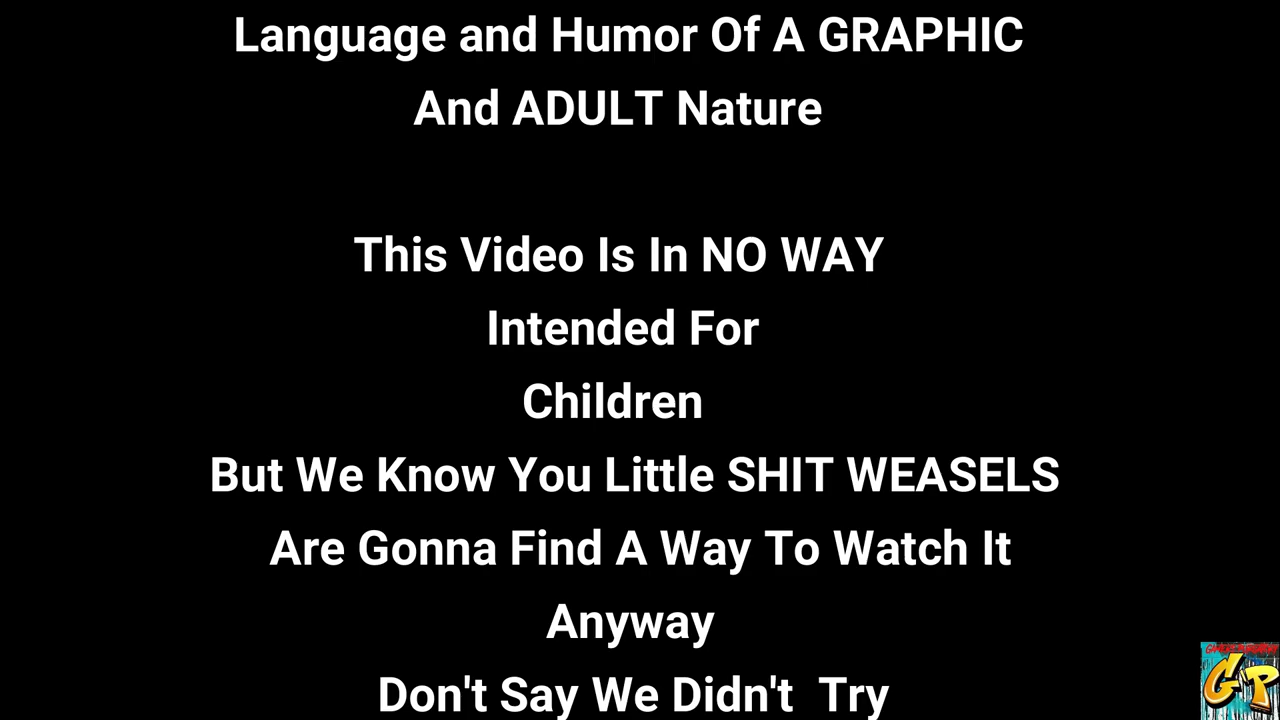 Language and Humor Of A GRAPHIC
And ADULT Nature
This Video Is In NO WAY
Intended For
Children
But We Know You Little SHIT WEASELS
Are Gonna Find A Way To Watch It
Anyway
Don't Say We Didn't  Try
GP